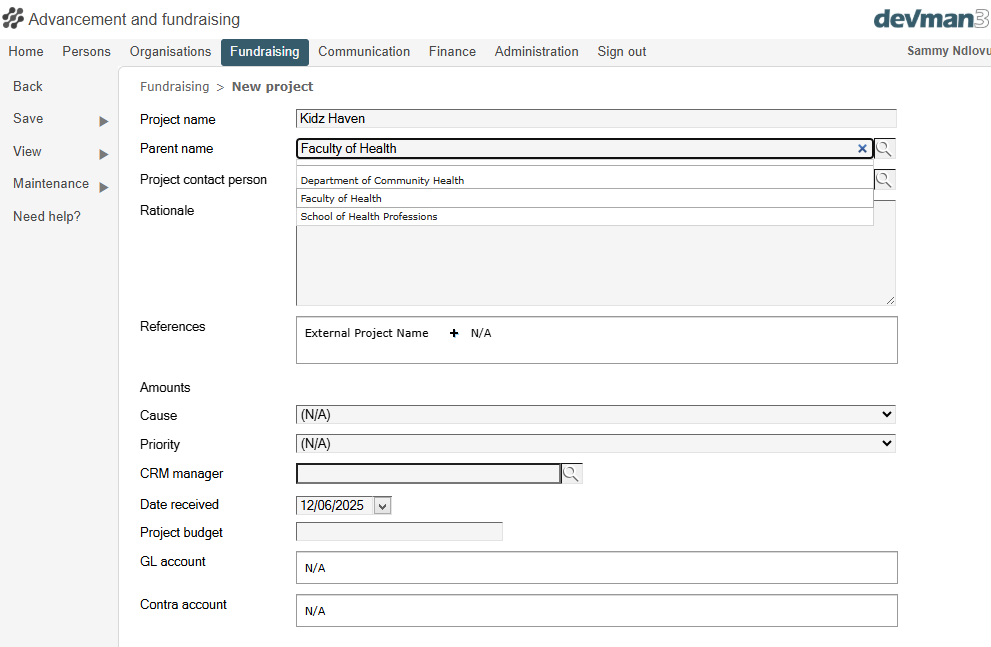 Advancement and fundraising
devman3
Home Persons Organisations Fundraising Communication Finance Administration Sign out Sammy Ndlovu
Back
Save
View
Maintenance
Need help?
Fundraising > New project
Project name Kidz Haven
Parent name Faculty of Health
Project contact person
Department of Community Health
Faculty of Health
School of Health Professions
Rationale
References External Project Name + N/A
Amounts
Cause (N/A)
Priority (N/A)
CRM manager
Date received 12/06/2025
Project budget
GL account N/A
Contra account N/A